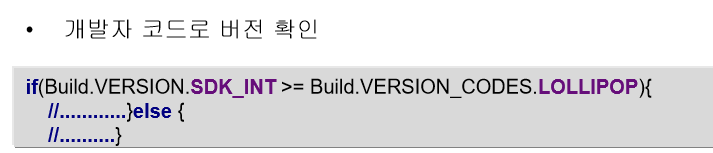 • 개발자 코드로 버전 확인
if(Build.VERSION.SDK_INT >= Build.VERSION_CODES.LOLLIPOP){
//............}else {
//..........}